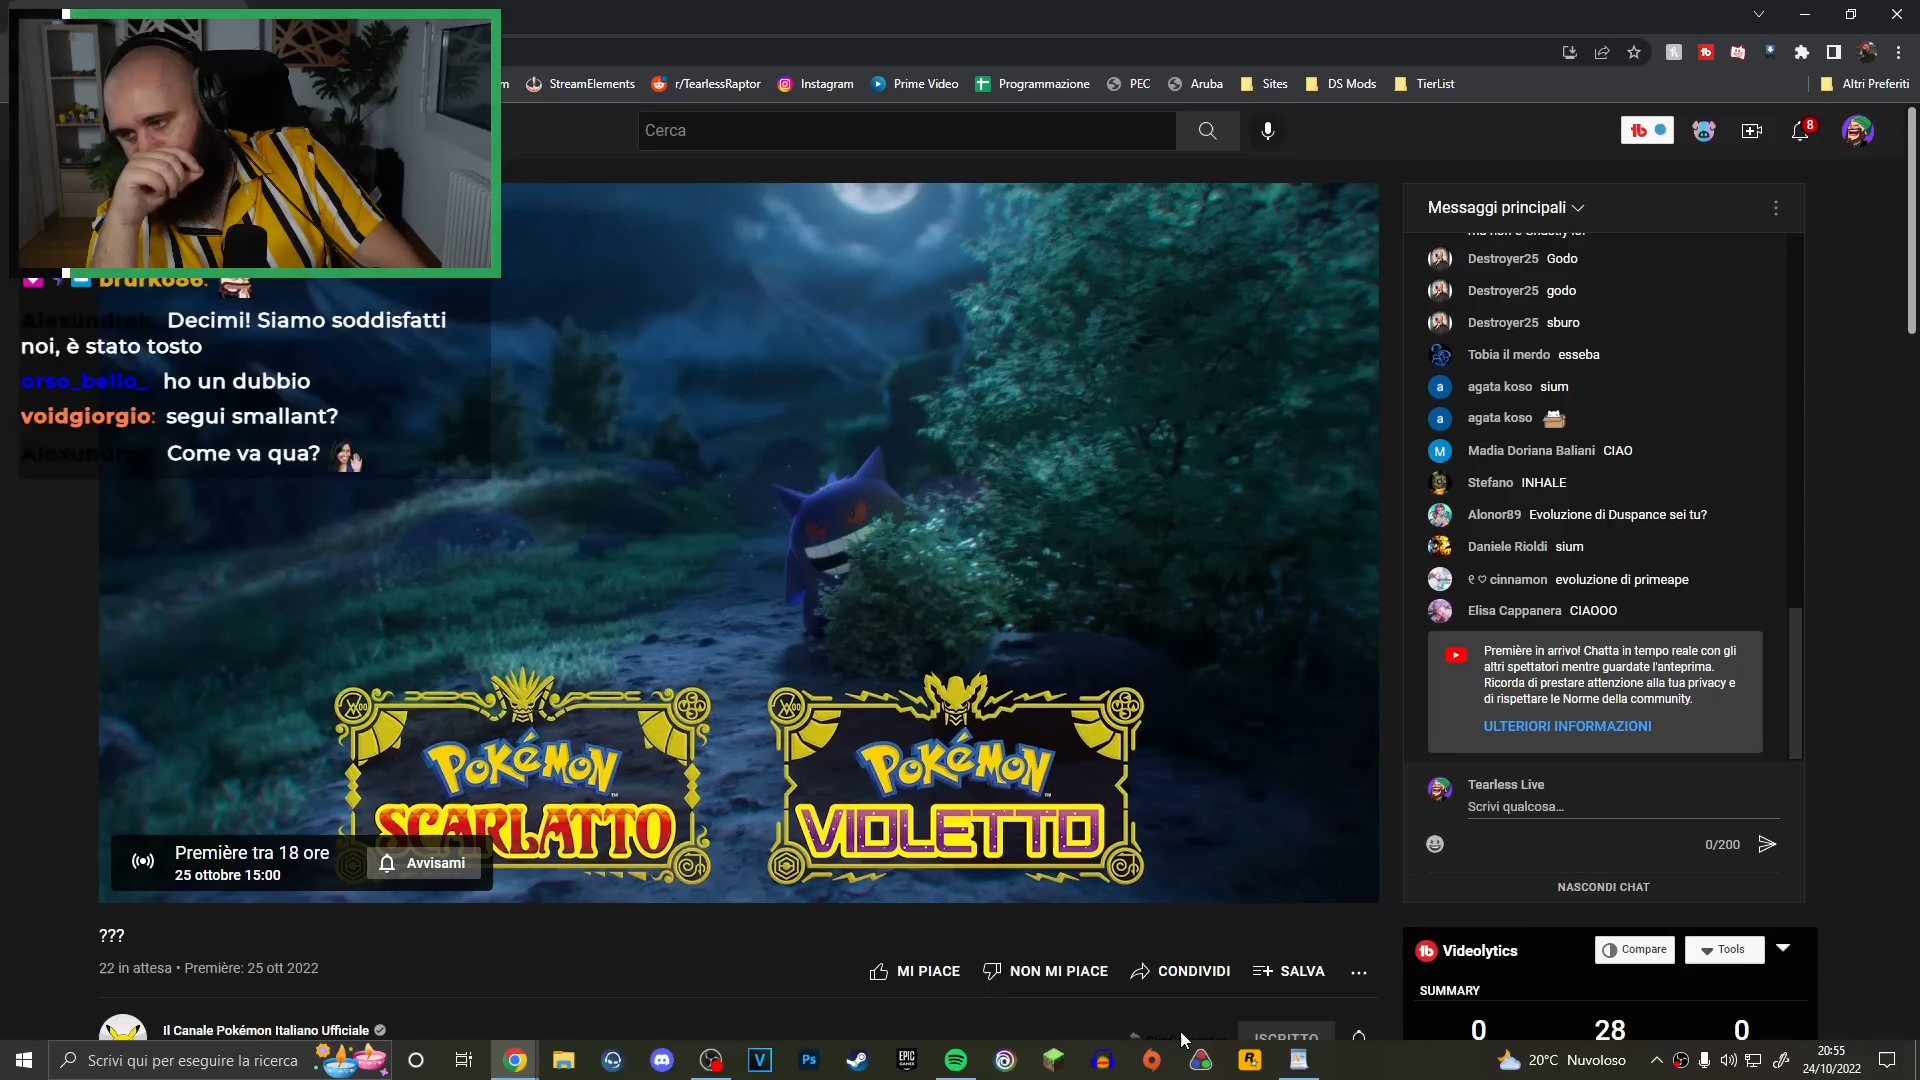 StreamElements
r/TearlessRaptor
Instagram
Prime Video
Programmazione
PEC
Aruba
Sites
DS Mods
TierList
Altri Preferiti
Cerca
8
brurko86:
Decimi! Siamo soddisfatti
noi, è stato tosto
orso_bello_: ho un dubbio
voidgiorgio: segui smallant?
Come va qua?
POKÉMON
SCARLATTO
POKÉMON
VIOLETTO
Première tra 18 ore
25 ottobre 15:00
Avvisami
Messaggi principali
Destroyer25 Godo
Destroyer25 godo
Destroyer25 sburo
Tobia il merdo esseba
agata koso sium
agata koso
Madia Doriana Baliani CIAO
Stefano INHALE
Alonor89 Evoluzione di Duspance sei tu?
Daniele Rioldi sium
୧ ♡ cinnamon evoluzione di primeape
Elisa Cappanera CIAOOO
Première in arrivo! Chatta in tempo reale con gli
altri spettatori mentre guardate l'anteprima.
Ricorda di prestare attenzione alla tua privacy e
di rispettare le Norme della community.
ULTERIORI INFORMAZIONI
Tearless Live
Scrivi qualcosa...
0/200
NASCONDI CHAT
???
22 in attesa • Première: 25 ott 2022
MI PIACE
NON MI PIACE
CONDIVIDI
SALVA
Il Canale Pokémon Italiano Ufficiale
ISCRITTO
Videolytics
Compare
Tools
SUMMARY
0
28
0
Scrivi qui per eseguire la ricerca
20°C Nuvoloso
20:55
24/10/2022